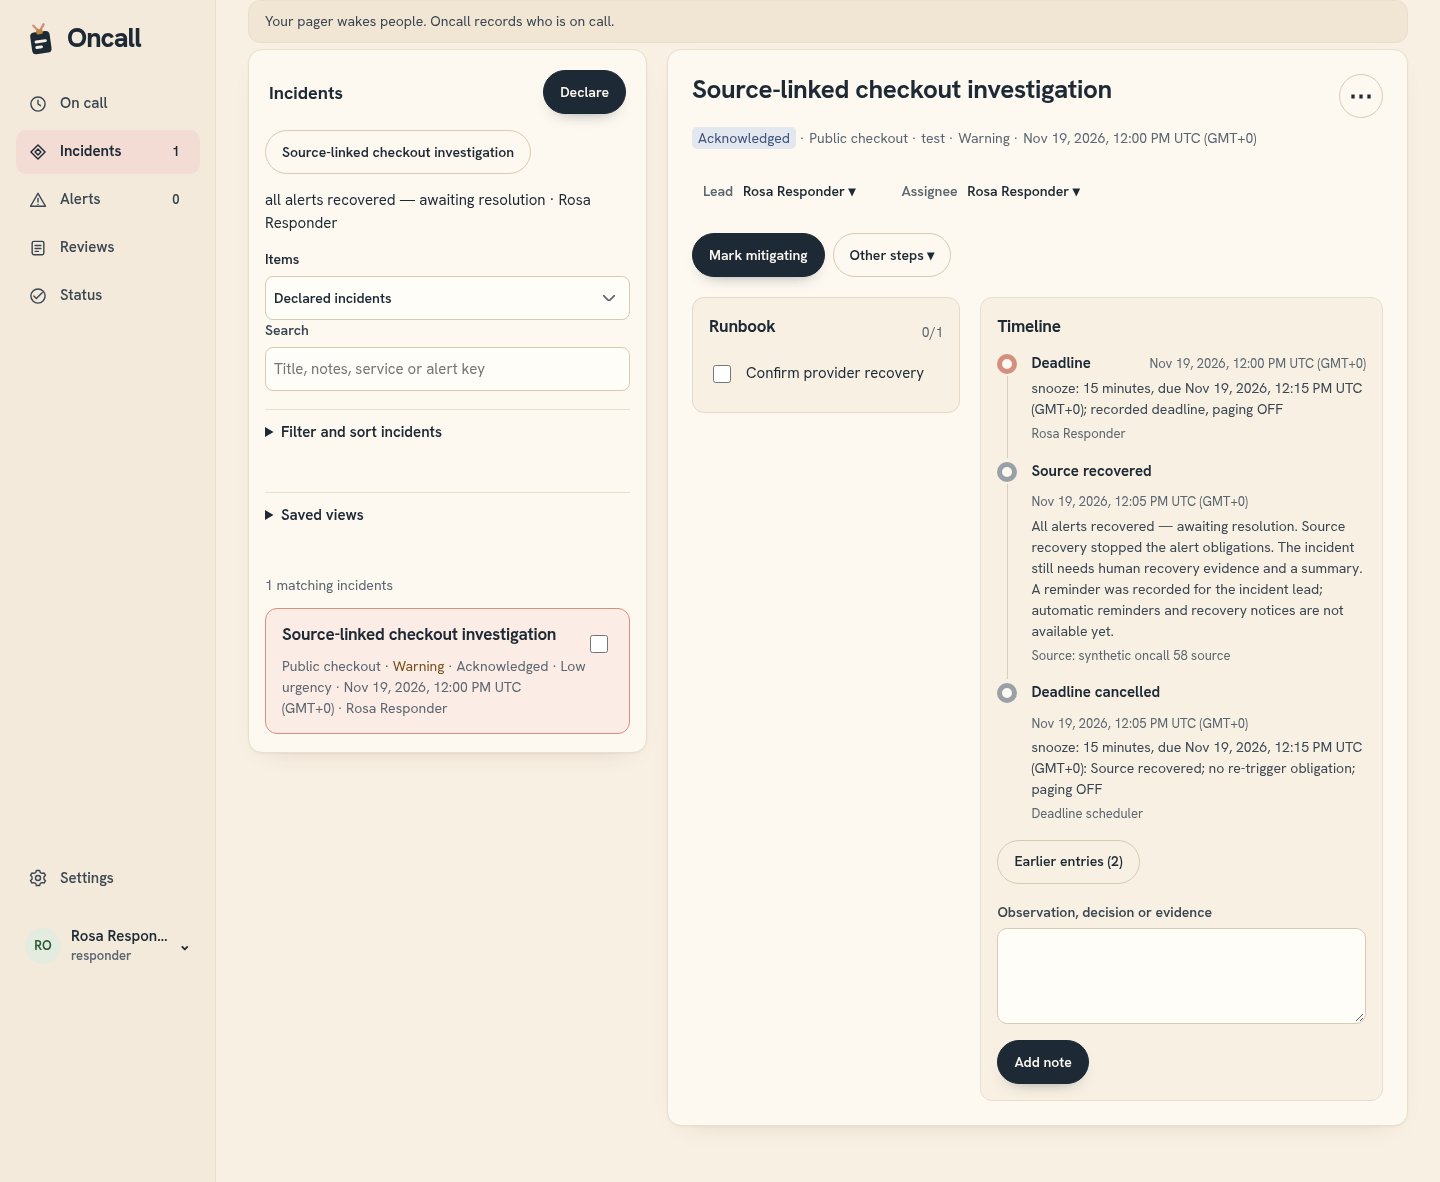 Oncall
On call
Incidents 1
Alerts 0
Reviews
Status
Settings
RO
Rosa Respon...
responder
Your pager wakes people. Oncall records who is on call.
Incidents
Declare
Source-linked checkout investigation
all alerts recovered — awaiting resolution · Rosa
Responder
Items
Declared incidents
Search
Title, notes, service or alert key
Filter and sort incidents
Saved views
1 matching incidents
Source-linked checkout investigation
Public checkout · Warning · Acknowledged · Low
urgency · Nov 19, 2026, 12:00 PM UTC
(GMT+0) · Rosa Responder
Source-linked checkout investigation
Acknowledged · Public checkout · test · Warning · Nov 19, 2026, 12:00 PM UTC (GMT+0)
Lead Rosa Responder ▾ Assignee Rosa Responder ▾
Mark mitigating
Other steps ▾
Runbook 0/1
Confirm provider recovery
Timeline
Deadline Nov 19, 2026, 12:00 PM UTC (GMT+0)
snooze: 15 minutes, due Nov 19, 2026, 12:15 PM UTC
(GMT+0); recorded deadline, paging OFF
Rosa Responder
Source recovered
Nov 19, 2026, 12:05 PM UTC (GMT+0)
All alerts recovered — awaiting resolution. Source
recovery stopped the alert obligations. The incident
still needs human recovery evidence and a summary.
A reminder was recorded for the incident lead;
automatic reminders and recovery notices are not
available yet.
Source: synthetic oncall 58 source
Deadline cancelled
Nov 19, 2026, 12:05 PM UTC (GMT+0)
snooze: 15 minutes, due Nov 19, 2026, 12:15 PM UTC
(GMT+0): Source recovered; no re-trigger obligation;
paging OFF
Deadline scheduler
Earlier entries (2)
Observation, decision or evidence
Add note